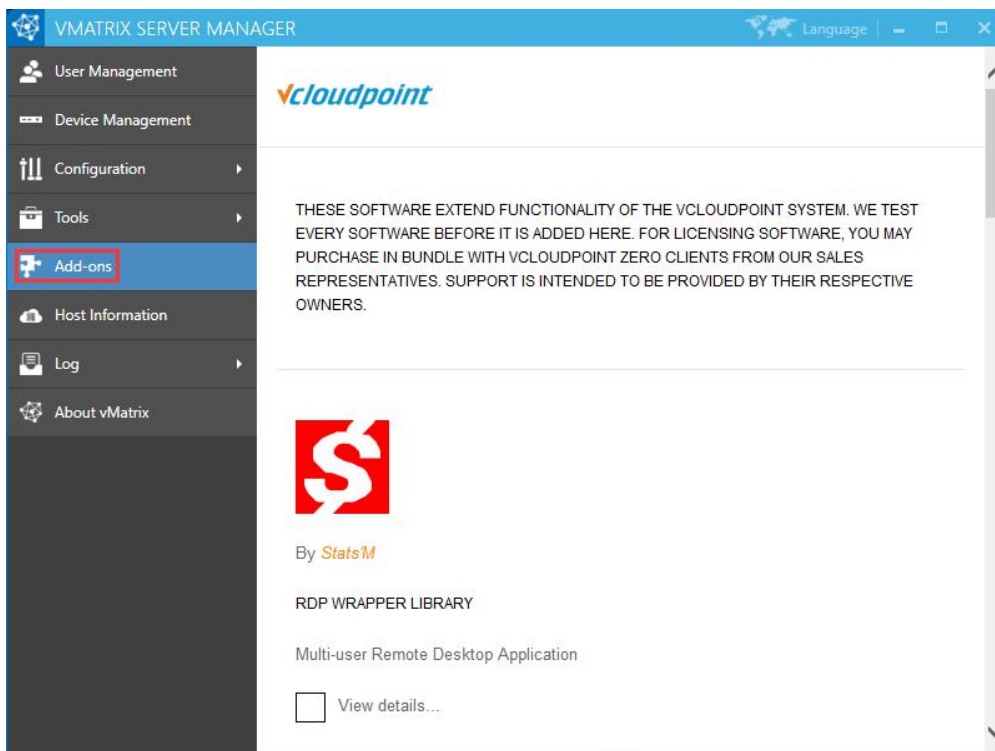 VMATRIX SERVER MANAGER
Language
User Management
Device Management
Configuration
Tools
Add-ons
Host Information
Log
About vMatrix
vcloudpoint
THESE SOFTWARE EXTEND FUNCTIONALITY OF THE VCLOUDPOINT SYSTEM. WE TEST
EVERY SOFTWARE BEFORE IT IS ADDED HERE. FOR LICENSING SOFTWARE, YOU MAY
PURCHASE IN BUNDLE WITH VCLOUDPOINT ZERO CLIENTS FROM OUR SALES
REPRESENTATIVES. SUPPORT IS INTENDED TO BE PROVIDED BY THEIR RESPECTIVE
OWNERS.
S
By Stats'M
RDP WRAPPER LIBRARY
Multi-user Remote Desktop Application
View details...